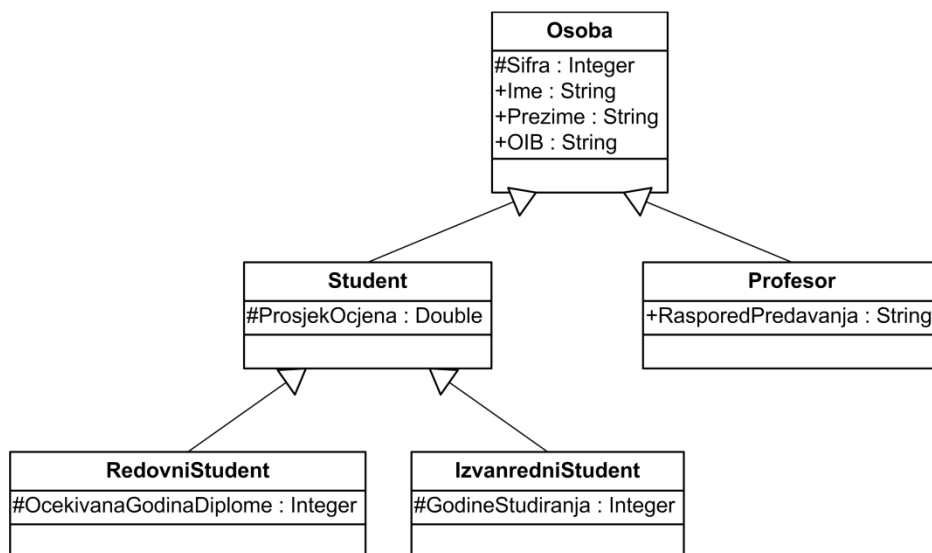 Osoba
#Sifra : Integer
+Ime : String
+Prezime : String
+OIB : String
Student
#ProsjekOcjena : Double
Profesor
+RasporedPredavanja : String
RedovniStudent
#OcekivanaGodinaDiplome : Integer
IzvanredniStudent
#GodineStudiranja : Integer